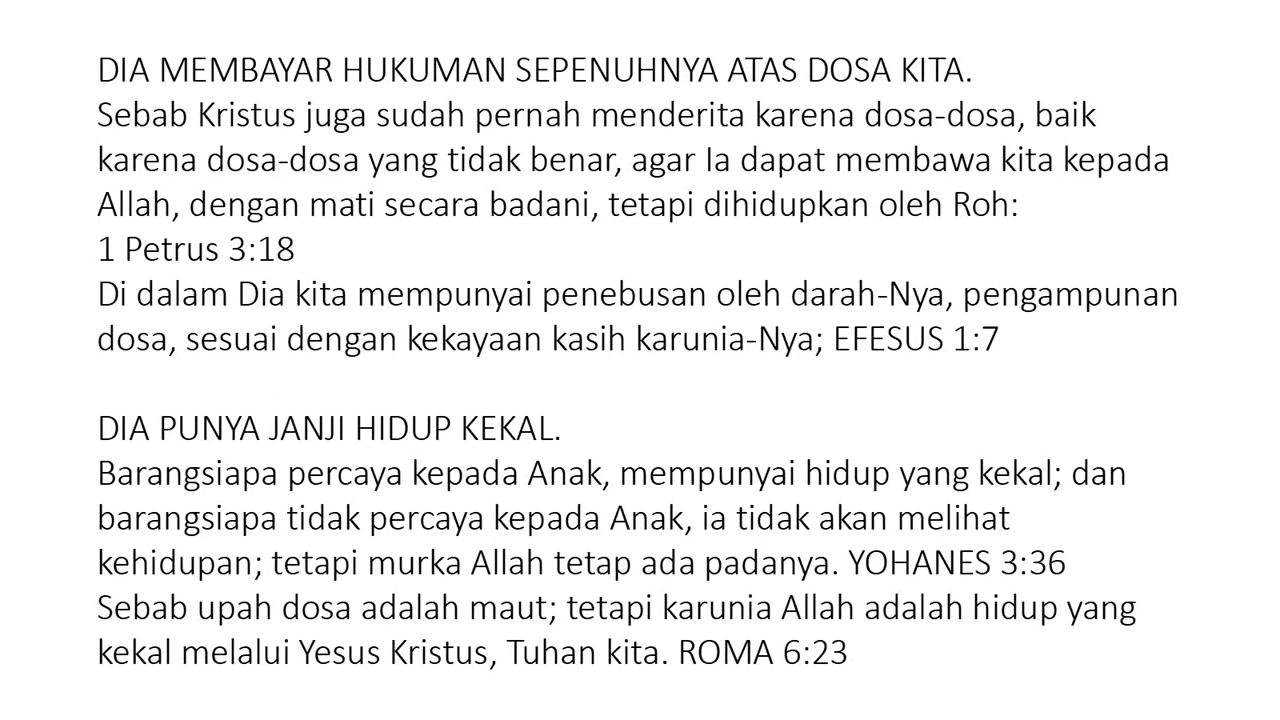 DIA MEMBAYAR HUKUMAN SEPENUHNYA ATAS DOSA KITA.
Sebab Kristus juga sudah pernah menderita karena dosa-dosa, baik
karena dosa-dosa yang tidak benar, agar Ia dapat membawa kita kepada
Allah, dengan mati secara badani, tetapi dihidupkan oleh Roh:
1 Petrus 3:18
Di dalam Dia kita mempunyai penebusan oleh darah-Nya, pengampunan
dosa, sesuai dengan kekayaan kasih karunia-Nya; EFESUS 1:7
DIA PUNYA JANJI HIDUP KEKAL.
Barangsiapa percaya kepada Anak, mempunyai hidup yang kekal; dan
barangsiapa tidak percaya kepada Anak, ia tidak akan melihat
kehidupan; tetapi murka Allah tetap ada padanya. YOHANES 3:36
Sebab upah dosa adalah maut; tetapi karunia Allah adalah hidup yang
kekal melalui Yesus Kristus, Tuhan kita. ROMA 6:23